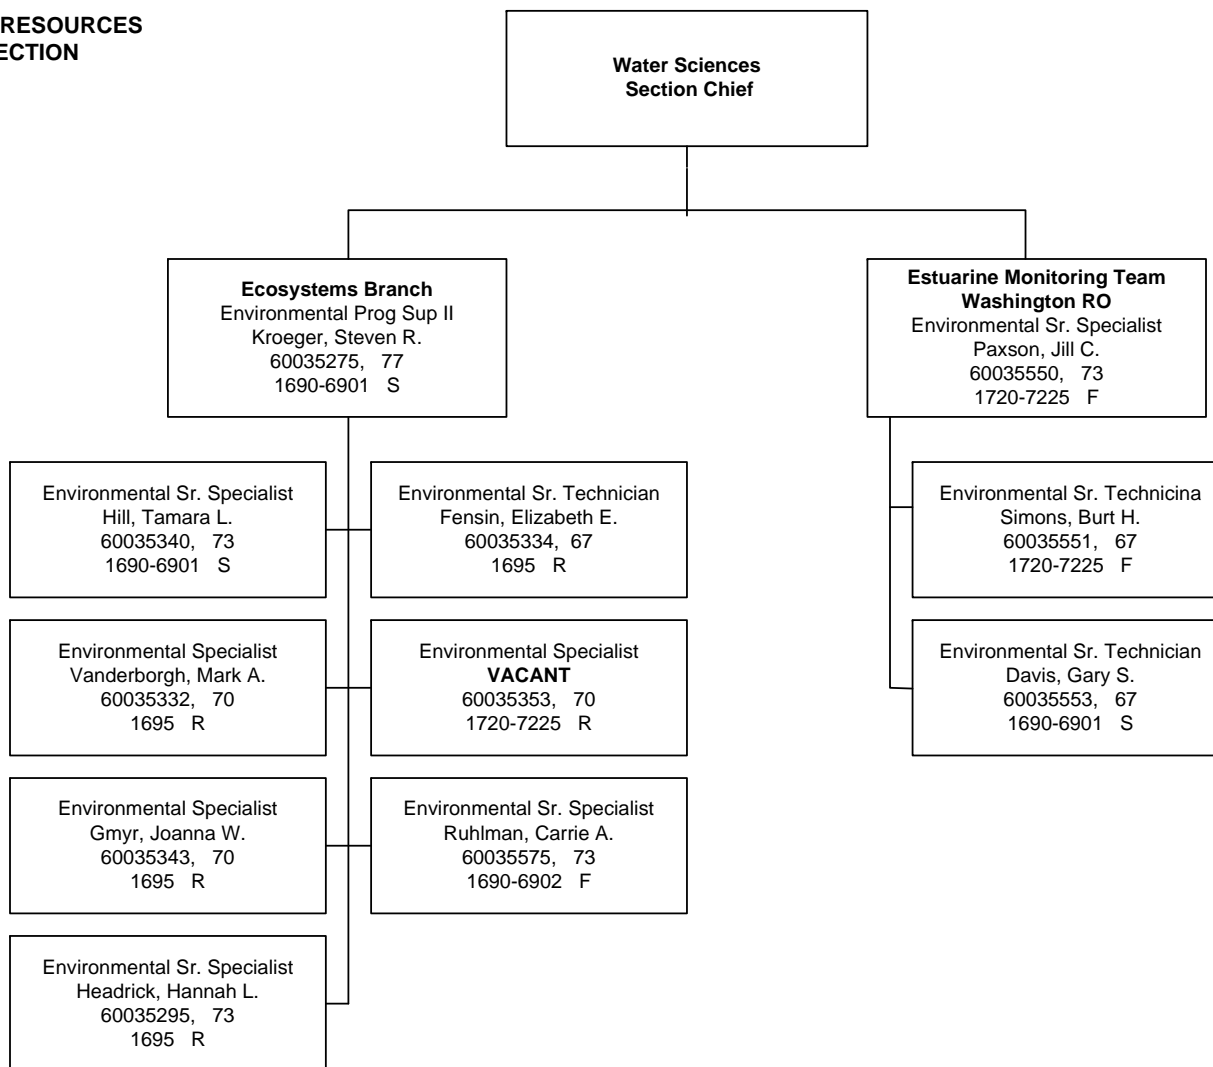 RESOURCES
ECTION
Water Sciences
Section Chief
Ecosystems Branch
Environmental Prog Sup II
Kroeger, Steven R.
60035275, 77
1690-6901 S
Estuarine Monitoring Team
Washington RO
Environmental Sr. Specialist
Paxson, Jill C.
60035550, 73
1720-7225 F
Environmental Sr. Specialist
Hill, Tamara L.
60035340, 73
1690-6901 S
Environmental Sr. Technician
Fensin, Elizabeth E.
60035334, 67
1695 R
Environmental Sr. Technicina
Simons, Burt H.
60035551, 67
1720-7225 F
Environmental Specialist
Vanderborgh, Mark A.
60035332, 70
1695 R
Environmental Specialist
VACANT
60035353, 70
1720-7225 R
Environmental Sr. Technician
Davis, Gary S.
60035553, 67
1690-6901 S
Environmental Specialist
Gmyr, Joanna W.
60035343, 70
1695 R
Environmental Sr. Specialist
Ruhlman, Carrie A.
60035575, 73
1690-6902 F
Environmental Sr. Specialist
Headrick, Hannah L.
60035295, 73
1695 R